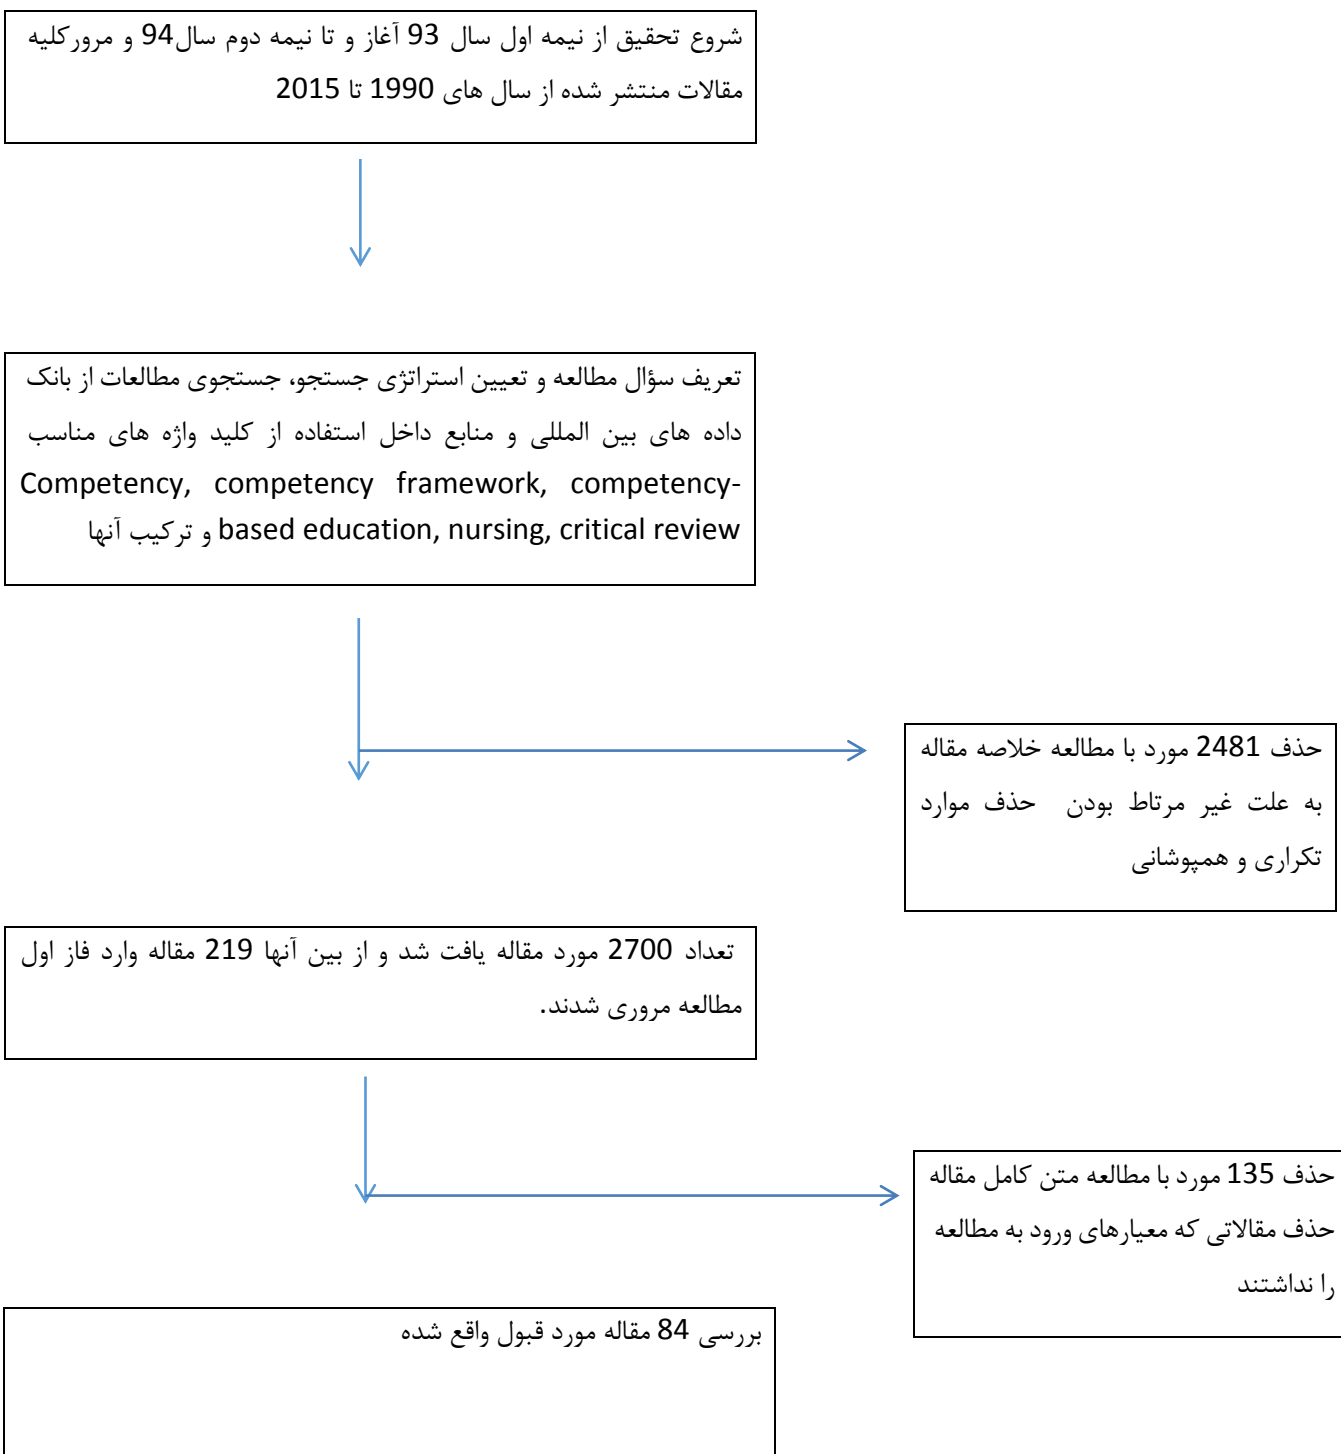 شروع تحقیق از نیمه اول سال 93 آغاز و تا نیمه دوم سال94 و مرورکلیه
مقالات منتشر شده از سال های 1990 تا 2015
تعریف سؤال مطالعه و تعیین استراتژی جستجو، جستجوی مطالعات از بانک
داده های بین المللی و منابع داخل استفاده از کلید واژه های مناسب
Competency, competency framework, competency-
based education, nursing, critical review و ترکیب آنها
حذف 2481 مورد با مطالعه خلاصه مقاله
به علت غیر مرتاط بودن حذف موارد
تکراری و همپوشانی
تعداد 2700 مورد مقاله یافت شد و از بین آنها 219 مقاله وارد فاز اول
مطالعه مروری شدند.
حذف 135 مورد با مطالعه متن کامل مقاله
حذف مقالاتی که معیارهای ورود به مطالعه
را نداشتند
بررسی 84 مقاله مورد قبول واقع شده